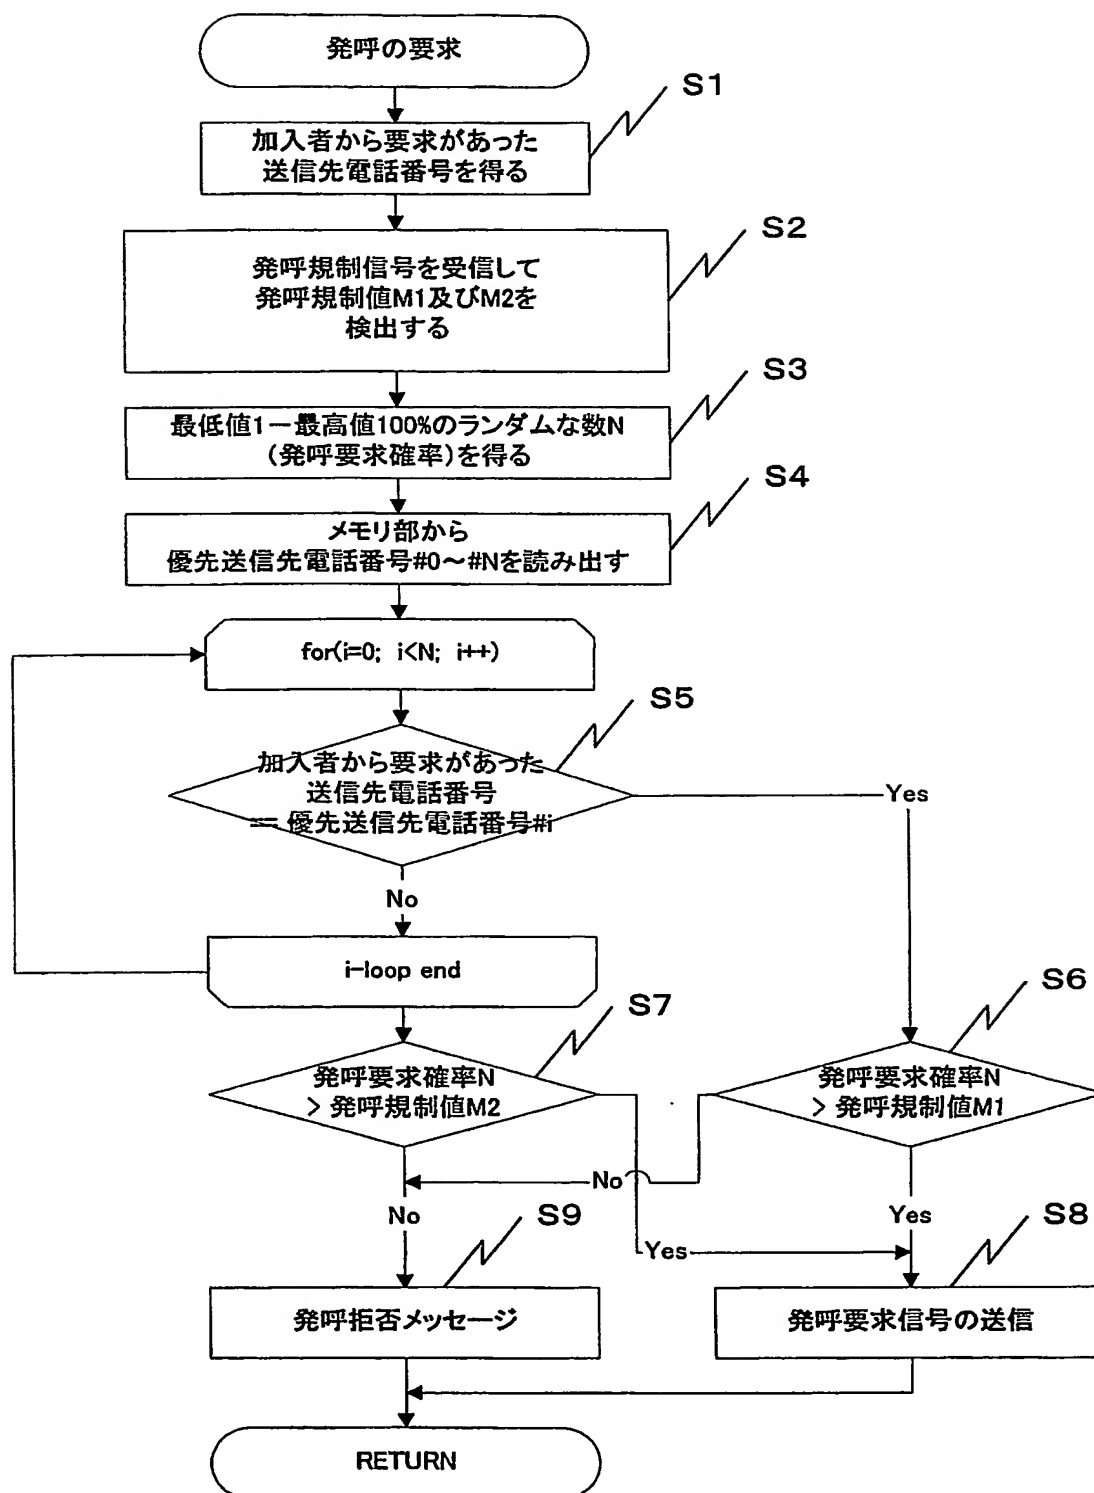 発呼の要求
S1
加入者から要求があった
送信先電話番号を得る
S2
発呼規制信号を受信して
発呼規制値M1及びM2を
検出する
S3
最低値1－最高値100%のランダムな数N
（発呼要求確率）を得る
S4
メモリ部から
優先送信先電話番号#0～#Nを読み出す
for(i=0; i<N; i++)
S5
加入者から要求があった
送信先電話番号
== 優先送信先電話番号#i
Yes
No
i-loop end
S7
発呼要求確率N
> 発呼規制値M2
S6
発呼要求確率N
> 発呼規制値M1
No
No
Yes
Yes
S9
発呼拒否メッセージ
S8
発呼要求信号の送信
RETURN